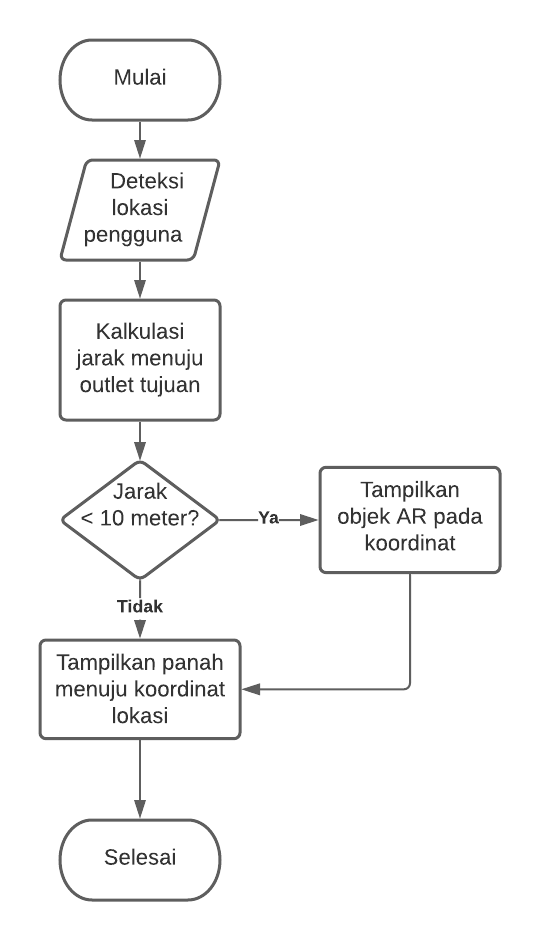 Mulai
Deteksi
lokasi
pengguna
Kalkulasi
jarak menuju
outlet tujuan
Jarak
< 10 meter?
Ya
Tampilkan
objek AR pada
koordinat
Tidak
Tampilkan panah
menuju koordinat
lokasi
Selesai